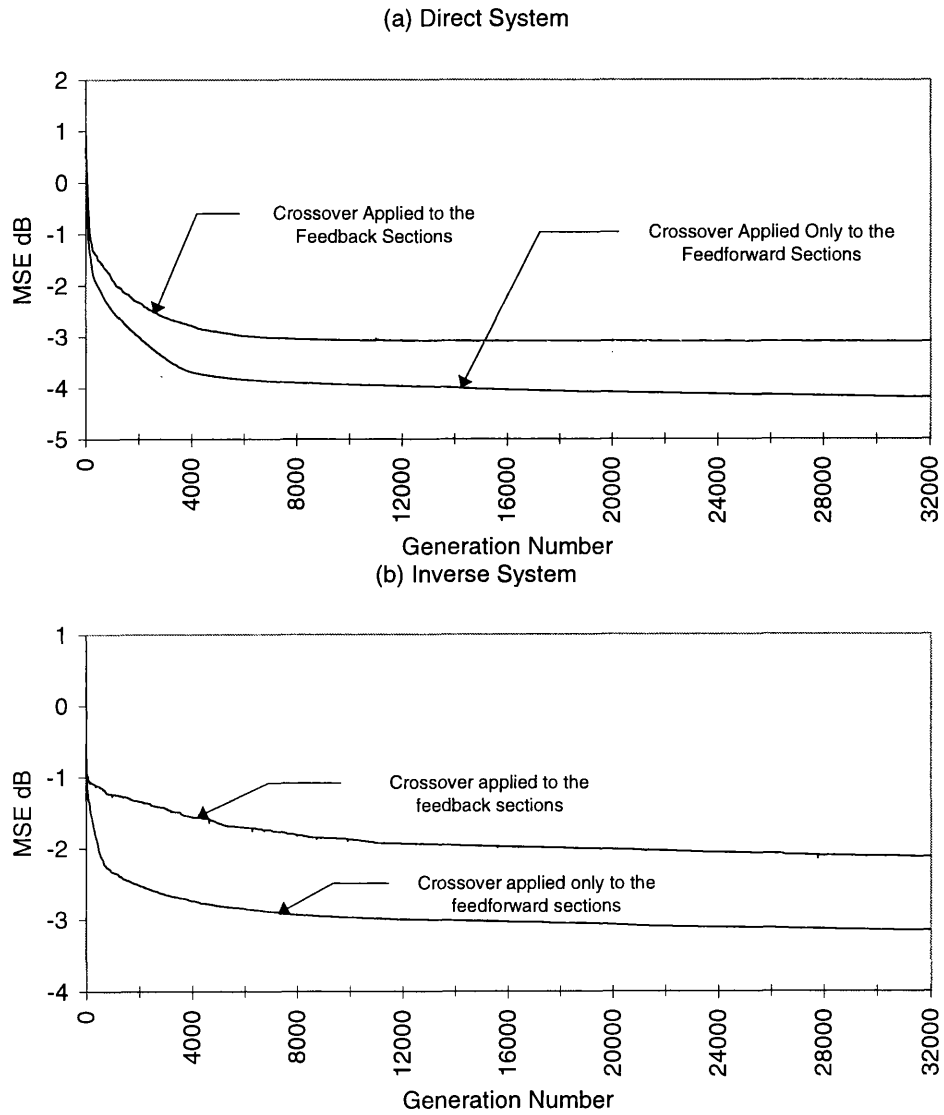 (a) Direct System
2
1
0
-1
-2
-3
-4
-5
MSE dB
Crossover Applied to the
Feedback Sections
Crossover Applied Only to the
Feedforward Sections
0
4000
8000
12000
16000
20000
24000
28000
32000
Generation Number
(b) Inverse System
1
0
-1
-2
-3
-4
MSE dB
Crossover applied to the
feedback sections
Crossover applied only to the
feedforward sections
0
4000
8000
12000
16000
20000
24000
28000
32000
Generation Number